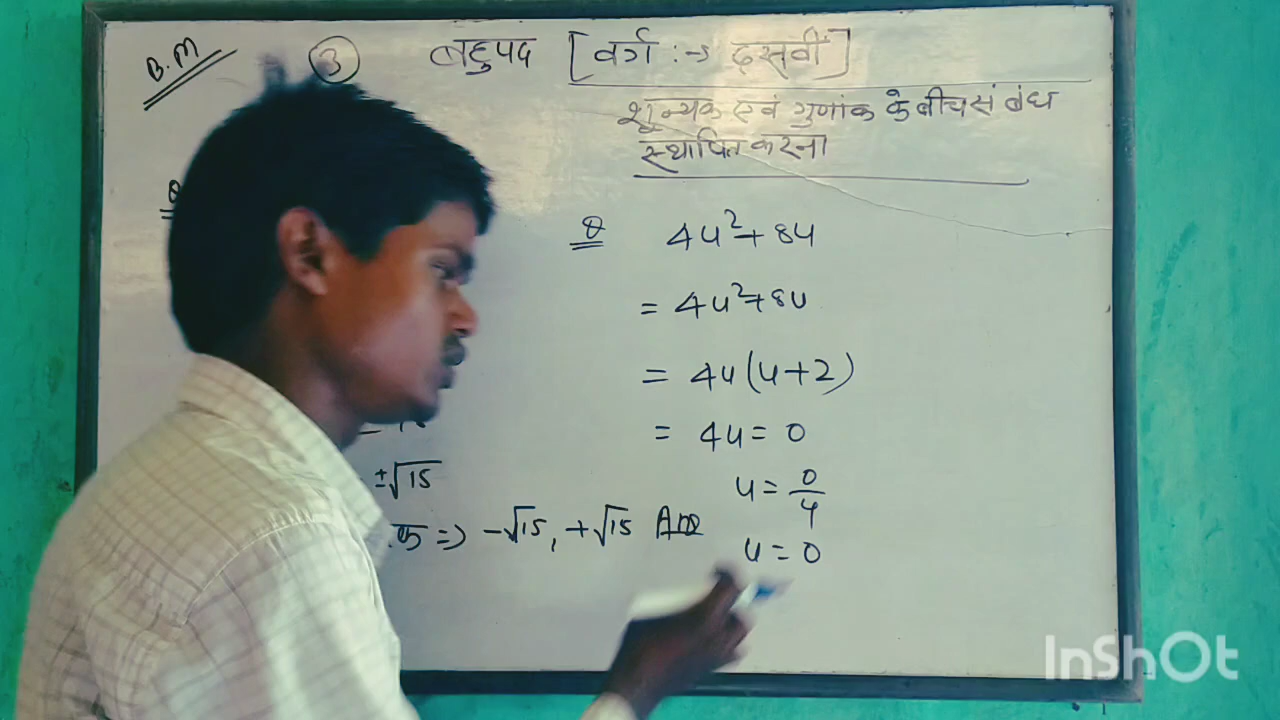 B.M ③ बहुपद [वर्ग :→ दसवीं]
शून्यक एवं गुणांक के बीच संबंध
स्थापित करना
Q 4u²+8u
= 4u²+8u
= 4u(u+2)
= 4u = 0
u = 0/4
u = 0
±√15
क => -√15, +√15 Ans
InShOt